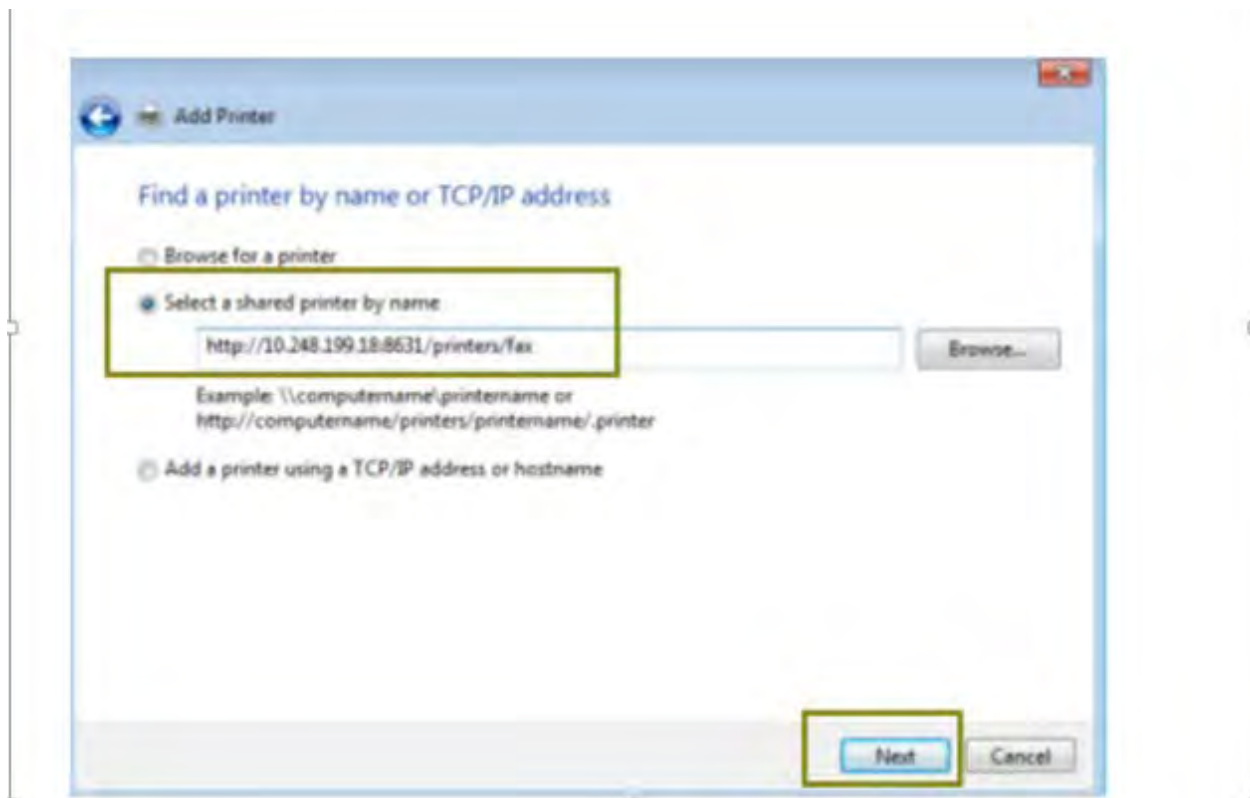 Add Printer
Find a printer by name or TCP/IP address
Browse for a printer
Select a shared printer by name
http://10.248.199.18:8631/printers/fax
Browse...
Example: \\computername\printername or
http://computername/printers/printername/.printer
Add a printer using a TCP/IP address or hostname
Next
Cancel